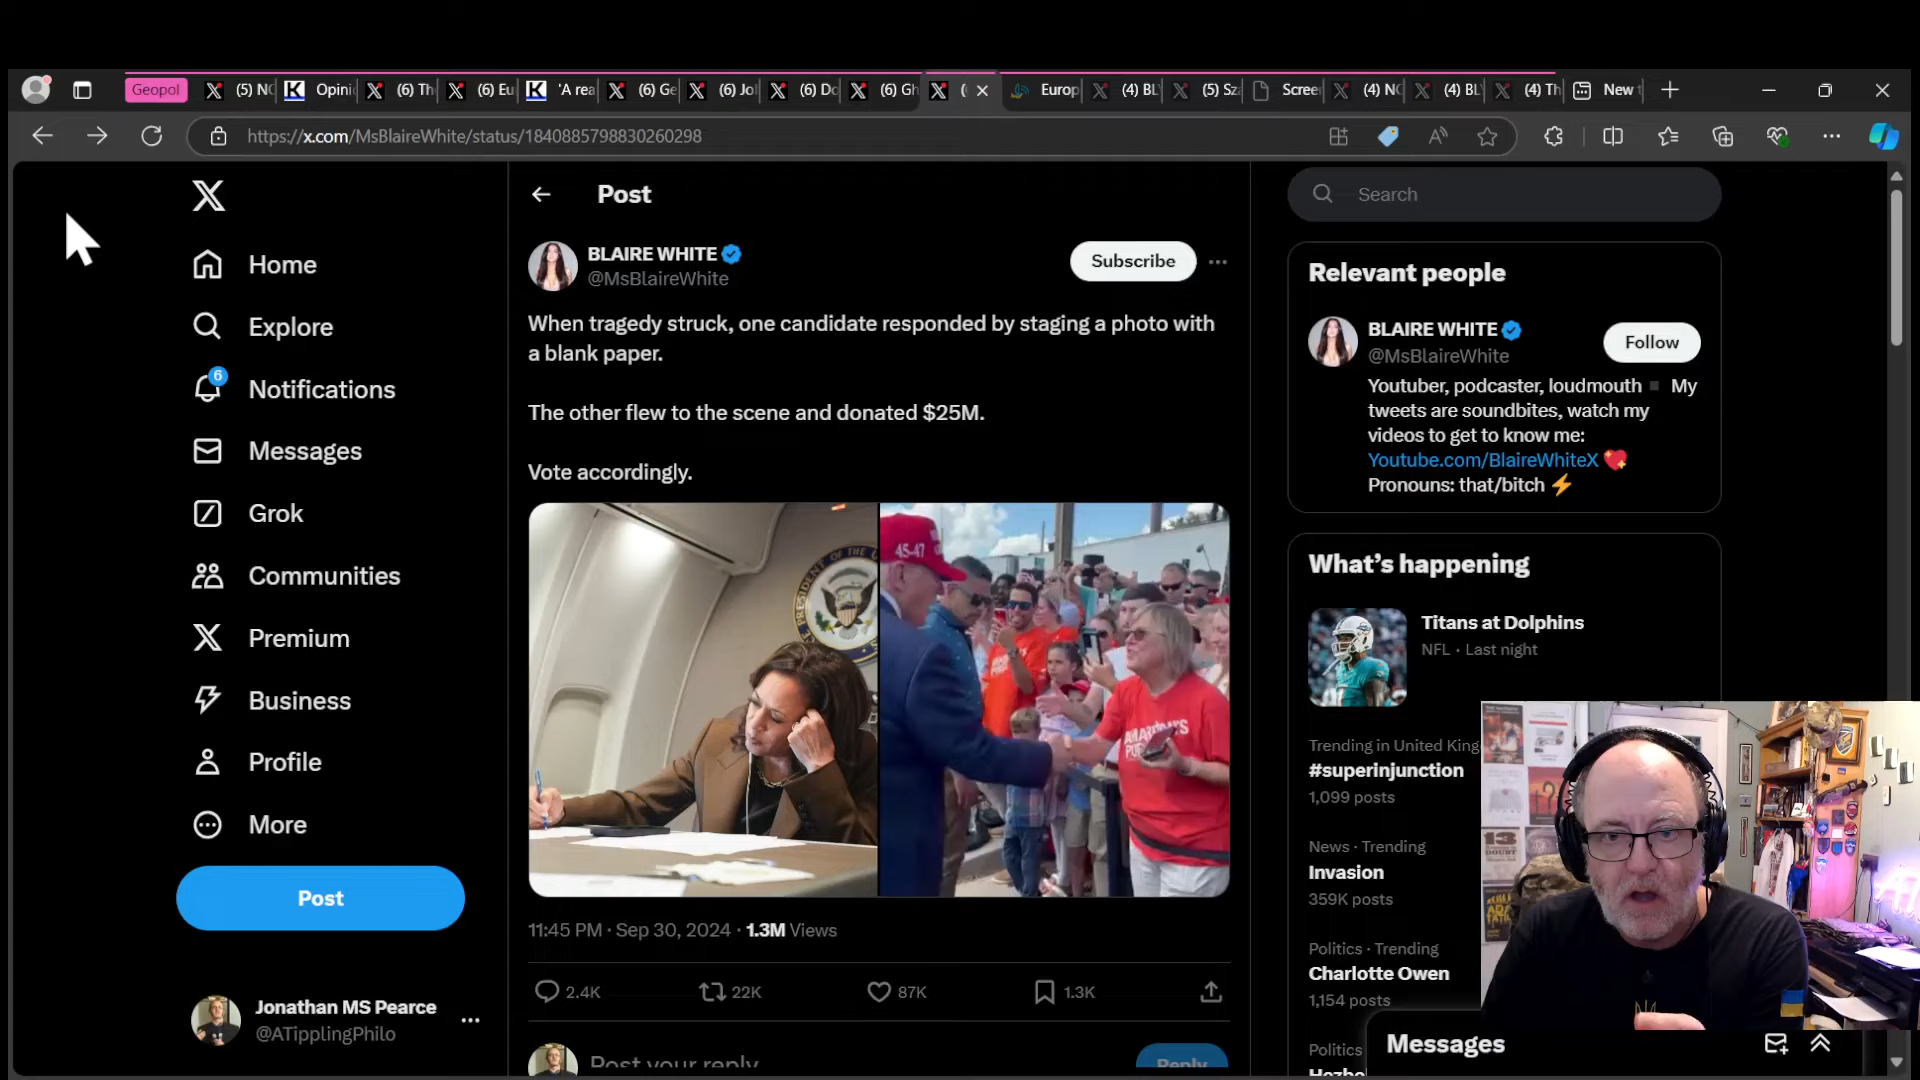 Geopol
(5) NO
Opini
(6) Th
(6) Eu
'A rea
(6) Ge
(6) Jol
(6) Do
(6) Gh
(
Europ
(4) BL
(5) Sz
Scree
(4) NO
(4) BL
(4) Th
New t
https://x.com/MsBlaireWhite/status/1840885798830260298
Home
Explore
6
Notifications
Messages
Grok
Communities
Premium
Business
Profile
More
Post
Jonathan MS Pearce
@ATipplingPhilo
Post
BLAIRE WHITE
@MsBlaireWhite
Subscribe
When tragedy struck, one candidate responded by staging a photo with
a blank paper.
The other flew to the scene and donated $25M.
Vote accordingly.
45-47
11:45 PM · Sep 30, 2024 · 1.3M Views
2.4K
22K
87K
1.3K
Post your reply
Reply
Search
Relevant people
BLAIRE WHITE
@MsBlaireWhite
Follow
Youtuber, podcaster, loudmouth ▪ My
tweets are soundbites, watch my
videos to get to know me:
Youtube.com/BlaireWhiteX 💖
Pronouns: that/bitch ⚡
What's happening
Titans at Dolphins
NFL · Last night
Trending in United King
#superinjunction
1,099 posts
News · Trending
Invasion
359K posts
Politics · Trending
Charlotte Owen
1,154 posts
Politics
Messages